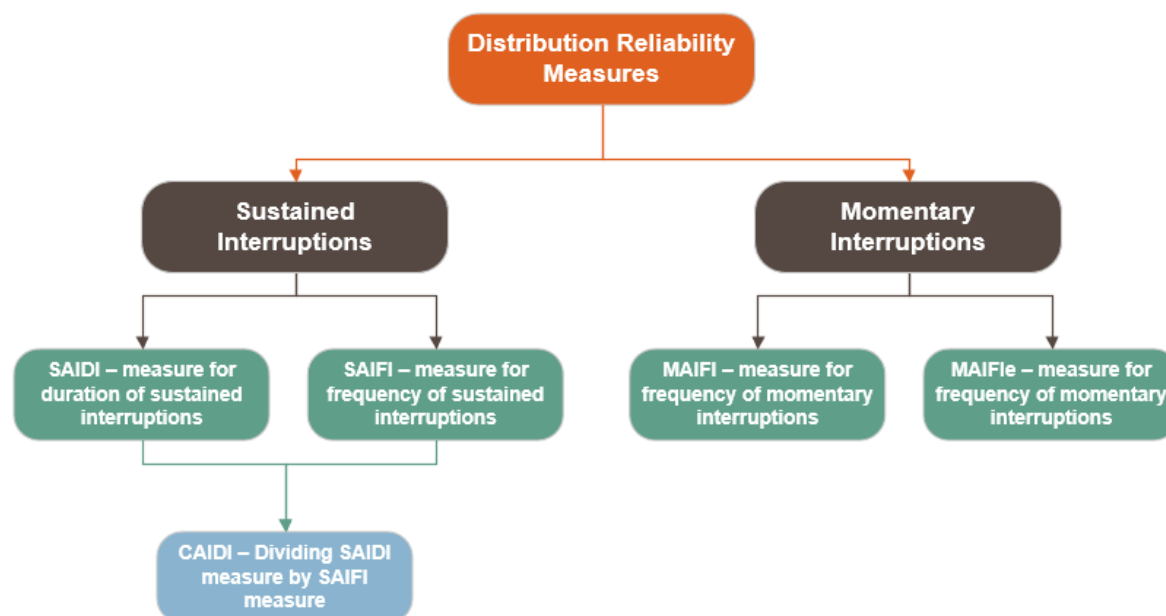 Distribution Reliability
Measures
Sustained
Interruptions
Momentary
Interruptions
SAIDI – measure for
duration of sustained
interruptions
SAIFI – measure for
frequency of sustained
interruptions
MAIFI – measure for
frequency of momentary
interruptions
MAIFIe – measure for
frequency of momentary
interruptions
CAIDI – Dividing SAIDI
measure by SAIFI
measure